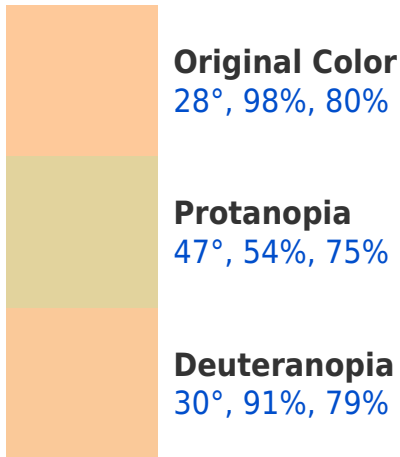 Original Color
28°, 98%, 80%
Protanopia
47°, 54%, 75%
Deuteranopia
30°, 91%, 79%